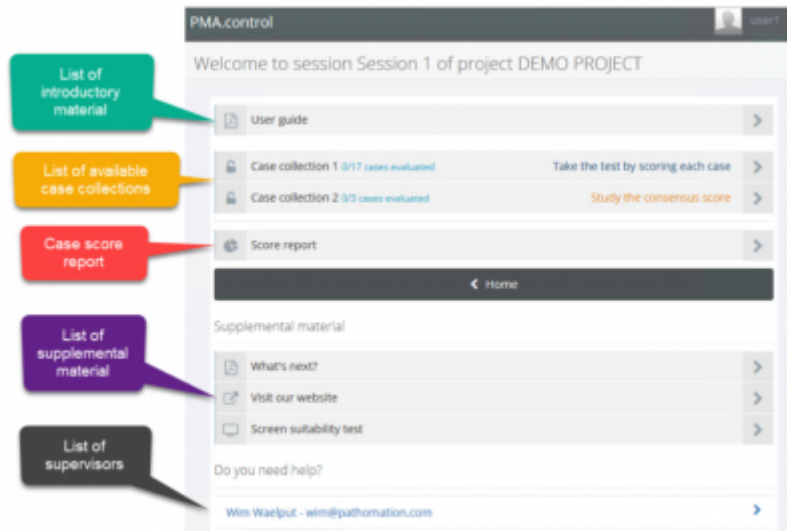 PMA.control
user1
Welcome to session Session 1 of project DEMO PROJECT
List of
introductory
material
User guide
List of available
case collections
Case collection 1 0/17 cases evaluated Take the test by scoring each case
Case collection 2 0/3 cases evaluated Study the consensus score
Case score
report
Score report
Home
Supplemental material
List of
supplemental
material
What's next?
Visit our website
Screen suitability test
List of
supervisors
Do you need help?
Wim Waelput - wim@pathomation.com